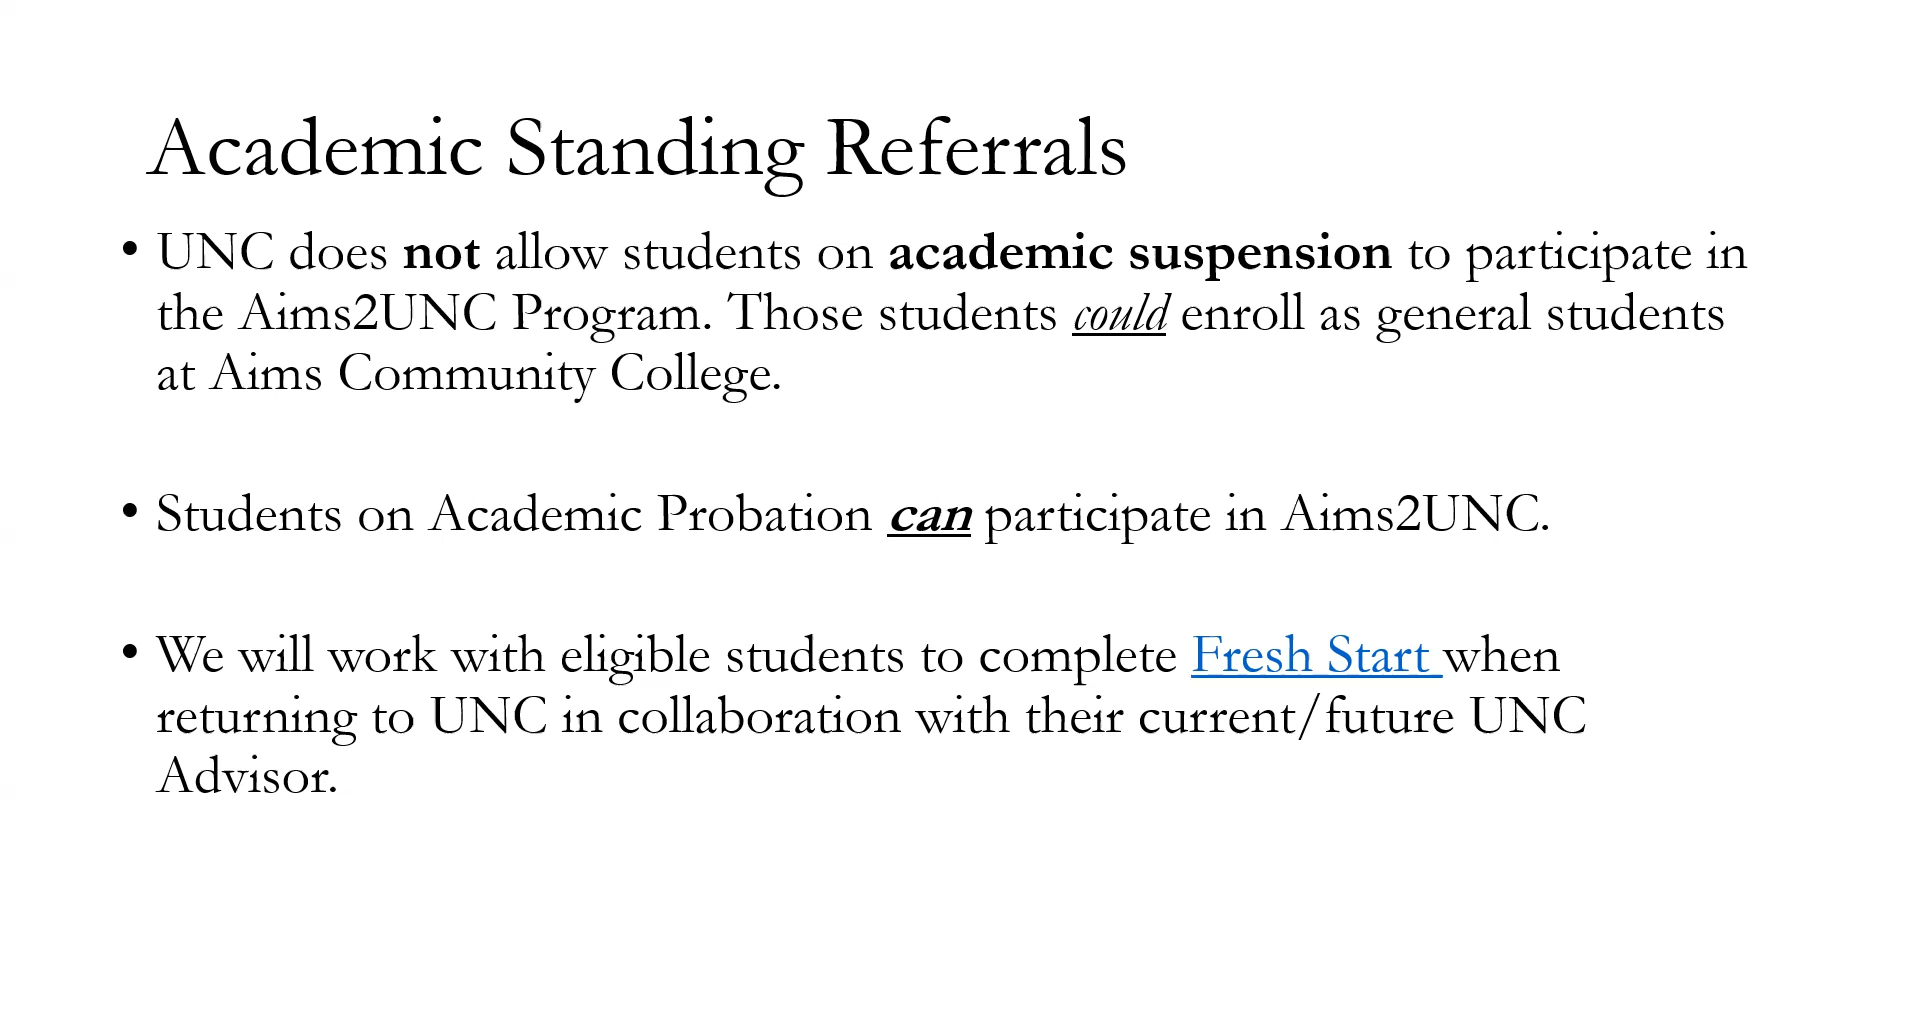 Academic Standing Referrals
• UNC does not allow students on academic suspension to participate in
the Aims2UNC Program. Those students could enroll as general students
at Aims Community College.
• Students on Academic Probation can participate in Aims2UNC.
• We will work with eligible students to complete Fresh Start when
returning to UNC in collaboration with their current/future UNC
Advisor.